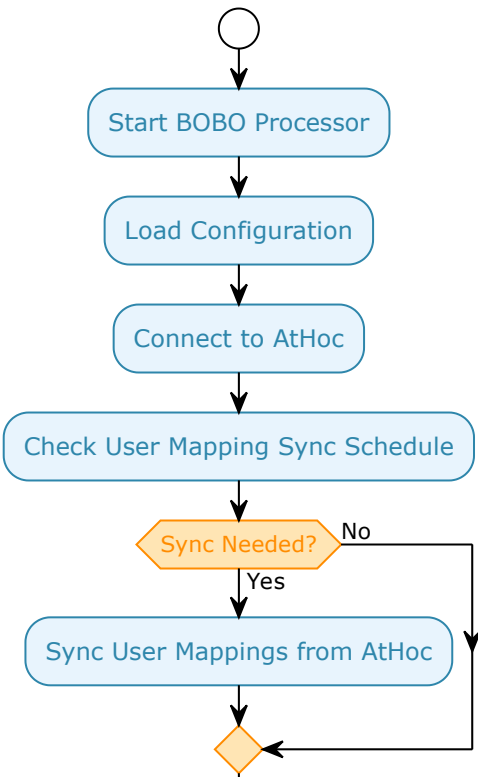 Start BOBO Processor
Load Configuration
Connect to AtHoc
Check User Mapping Sync Schedule
Sync Needed?
No
Yes
Sync User Mappings from AtHoc